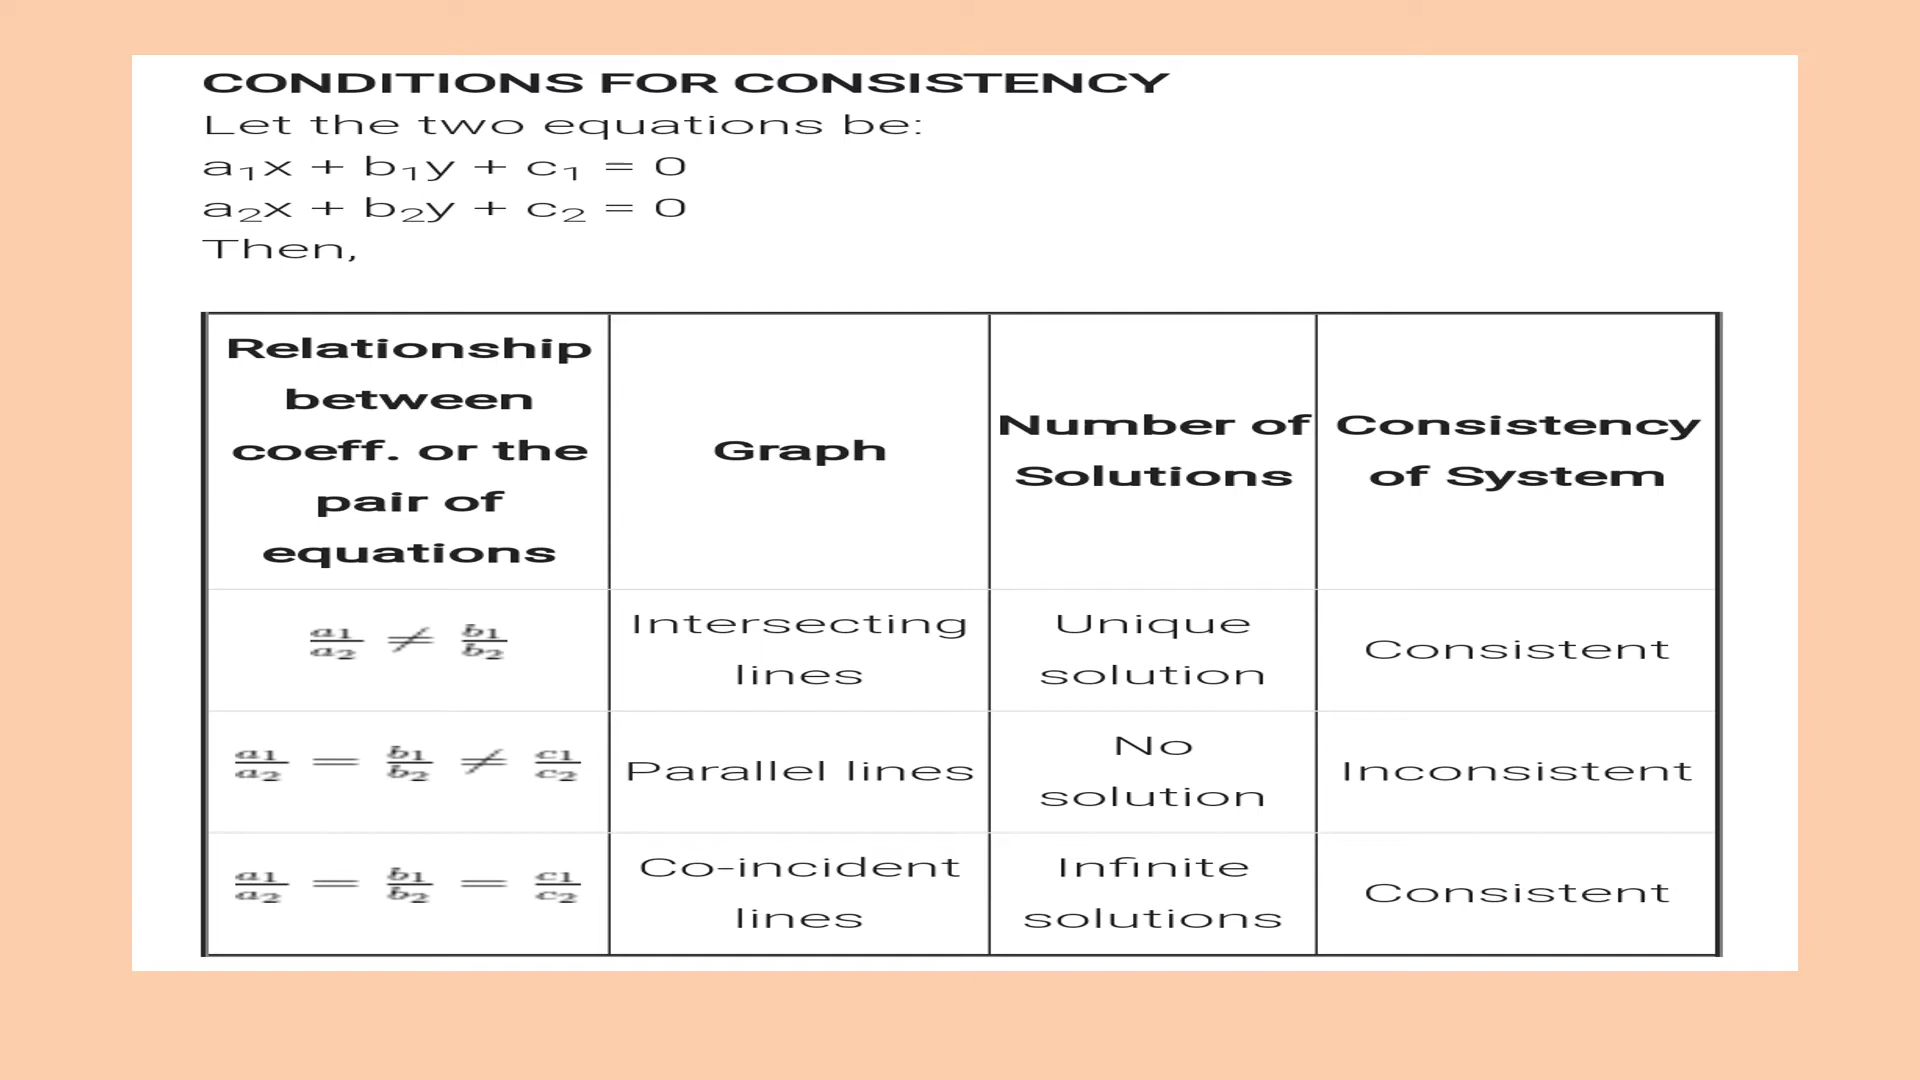 CONDITIONS FOR CONSISTENCY
Let the two equations be:
a₁x + b₁y + c₁ = 0
a₂x + b₂y + c₂ = 0
Then,
Relationship
between
coeff. or the
pair of
equations
Graph
Number of
Solutions
Consistency
of System
a₁/a₂ ≠ b₁/b₂
Intersecting
lines
Unique
solution
Consistent
a₁/a₂ = b₁/b₂ ≠ c₁/c₂
Parallel lines
No
solution
Inconsistent
a₁/a₂ = b₁/b₂ = c₁/c₂
Co-incident
lines
Infinite
solutions
Consistent